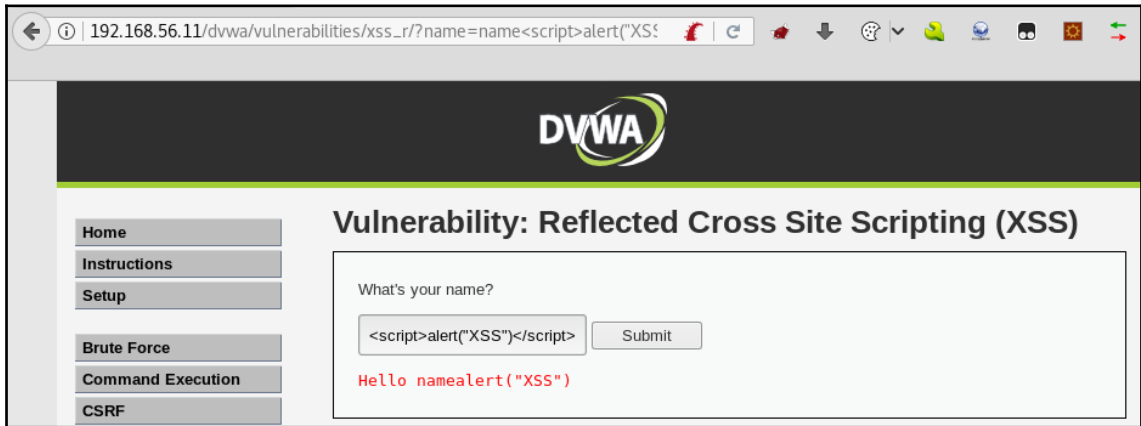 192.168.56.11/dvwa/vulnerabilities/xss_r/?name=name<script>alert("XSS
DVWA
Vulnerability: Reflected Cross Site Scripting (XSS)
Home
Instructions
Setup
Brute Force
Command Execution
CSRF
What's your name?
<script>alert("XSS")</script> Submit
Hello namealert("XSS")